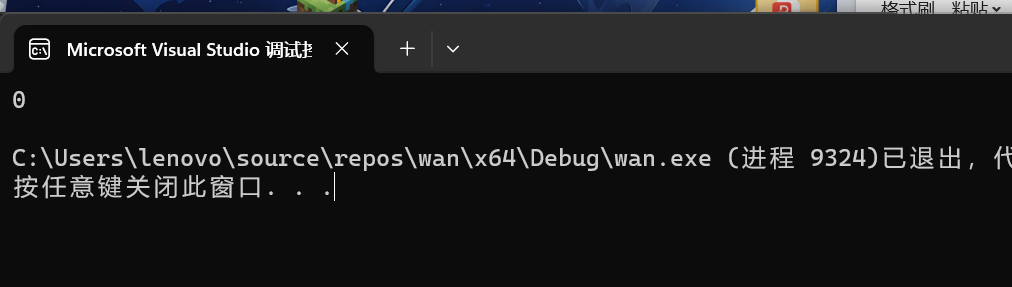 格式刷 粘贴
Microsoft Visual Studio 调试
0
C:\Users\lenovo\source\repos\wan\x64\Debug\wan.exe (进程 9324)已退出，代
按任意键关闭此窗口. . .